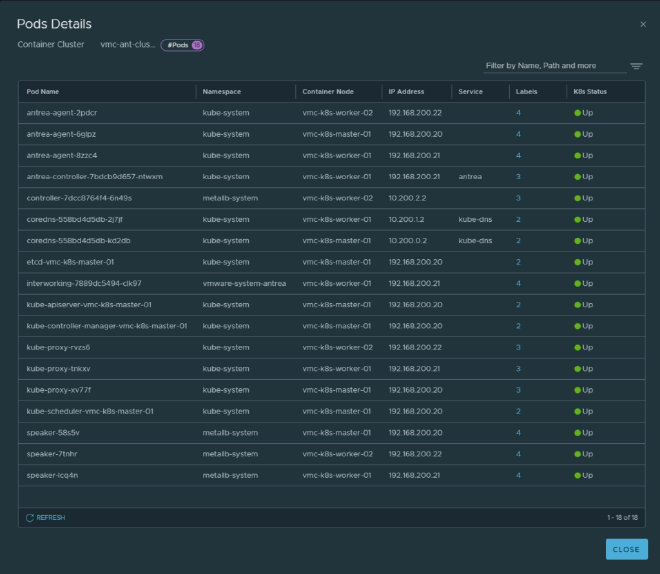 Pods Details
Container Cluster vmc-ant-clus... #Pods 18
Filter by Name, Path and more
Pod Name Namespace Container Node IP Address Service Labels K8s Status
antrea-agent-2pdcr kube-system vmc-k8s-worker-02 192.168.200.22 4 Up
antrea-agent-6glpz kube-system vmc-k8s-master-01 192.168.200.20 4 Up
antrea-agent-8zzc4 kube-system vmc-k8s-worker-01 192.168.200.21 4 Up
antrea-controller-7bdcb9d657-ntwxm kube-system vmc-k8s-worker-01 192.168.200.21 antrea 3 Up
controller-7dcc8764f4-6n49s metallb-system vmc-k8s-worker-02 10.200.2.2 3 Up
coredns-558bd4d5db-2j7jf kube-system vmc-k8s-worker-01 10.200.1.2 kube-dns 2 Up
coredns-558bd4d5db-kd2db kube-system vmc-k8s-master-01 10.200.0.2 kube-dns 2 Up
etcd-vmc-k8s-master-01 kube-system vmc-k8s-master-01 192.168.200.20 2 Up
interworking-7889dc5494-clk97 vmware-system-antrea vmc-k8s-worker-01 192.168.200.21 4 Up
kube-apiserver-vmc-k8s-master-01 kube-system vmc-k8s-master-01 192.168.200.20 2 Up
kube-controller-manager-vmc-k8s-master-01 kube-system vmc-k8s-master-01 192.168.200.20 2 Up
kube-proxy-rvzs6 kube-system vmc-k8s-worker-02 192.168.200.22 3 Up
kube-proxy-tnkxv kube-system vmc-k8s-worker-01 192.168.200.21 3 Up
kube-proxy-xv77f kube-system vmc-k8s-master-01 192.168.200.20 3 Up
kube-scheduler-vmc-k8s-master-01 kube-system vmc-k8s-master-01 192.168.200.20 2 Up
speaker-58s5v metallb-system vmc-k8s-master-01 192.168.200.20 4 Up
speaker-7tnhr metallb-system vmc-k8s-worker-02 192.168.200.22 4 Up
speaker-lcq4n metallb-system vmc-k8s-worker-01 192.168.200.21 4 Up
REFRESH 1 - 18 of 18
CLOSE